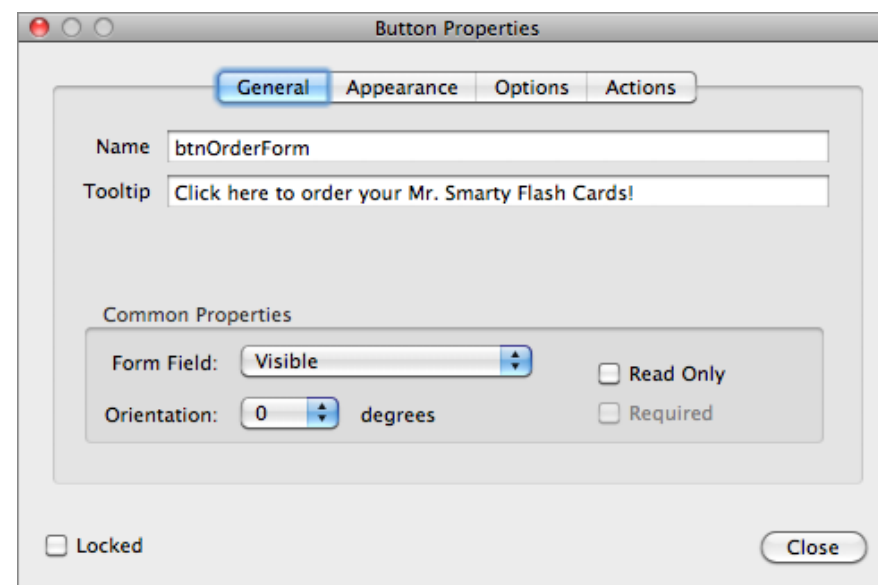 Button Properties
General Appearance Options Actions
Name btnOrderForm
Tooltip Click here to order your Mr. Smarty Flash Cards!
Common Properties
Form Field: Visible Read Only
Orientation: 0 degrees Required
Locked Close